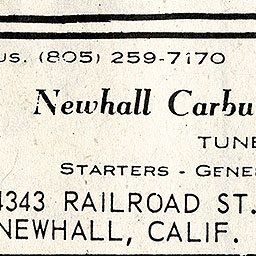 us. (805) 259-7170
Newhall Carbu
TUNE
STARTERS - GENE
4343 RAILROAD ST.
NEWHALL, CALIF.